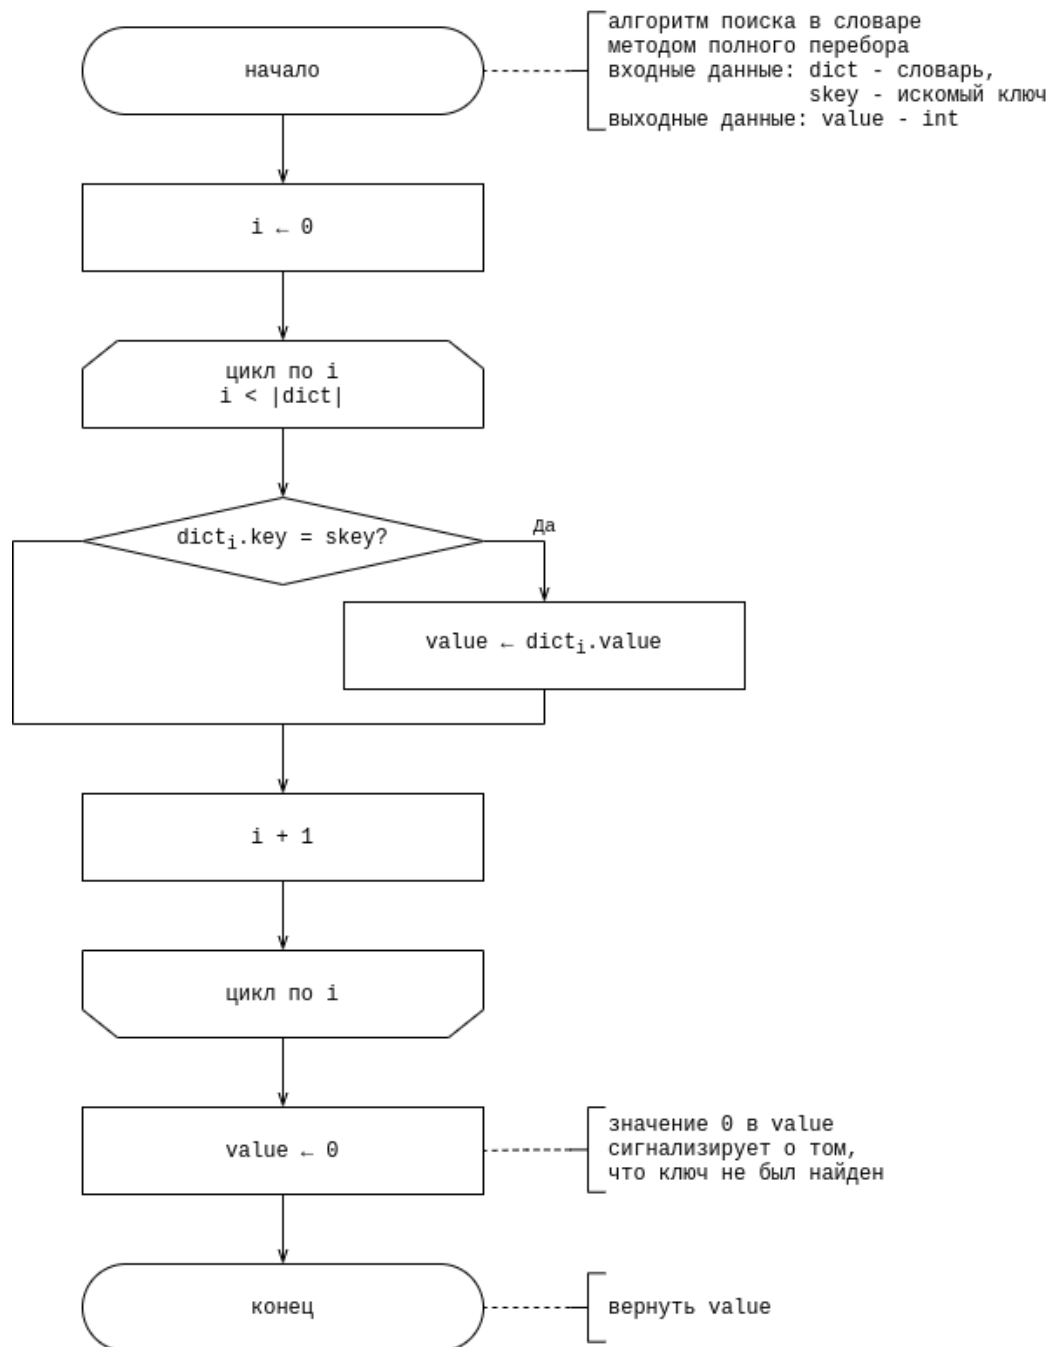 начало
алгоритм поиска в словаре
методом полного перебора
входные данные: dict - словарь,
skey - искомый ключ
выходные данные: value - int
i ← 0
цикл по i
i < |dict|
dictᵢ.key = skey?
Да
value ← dictᵢ.value
i + 1
цикл по i
value ← 0
значение 0 в value
сигнализирует о том,
что ключ не был найден
конец
вернуть value